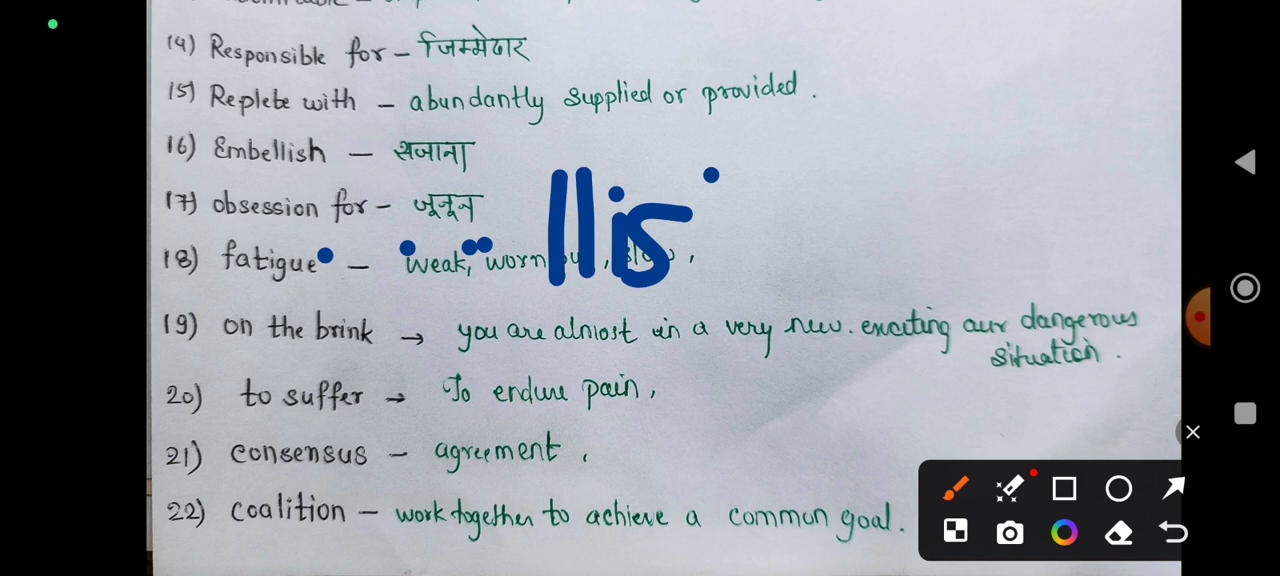 14) Responsible for – जिम्मेदार
15) Replete with – abundantly supplied or provided.
16) Embellish – सजाना
17) obsession for – जूनून
18) fatigue – weak, worn
llis
19) on the brink → you are almost in a very new. exciting aur dangerous
situation.
20) to suffer → To endure pain,
21) consensus – agreement,
22) coalition – work together to achieve a common goal.